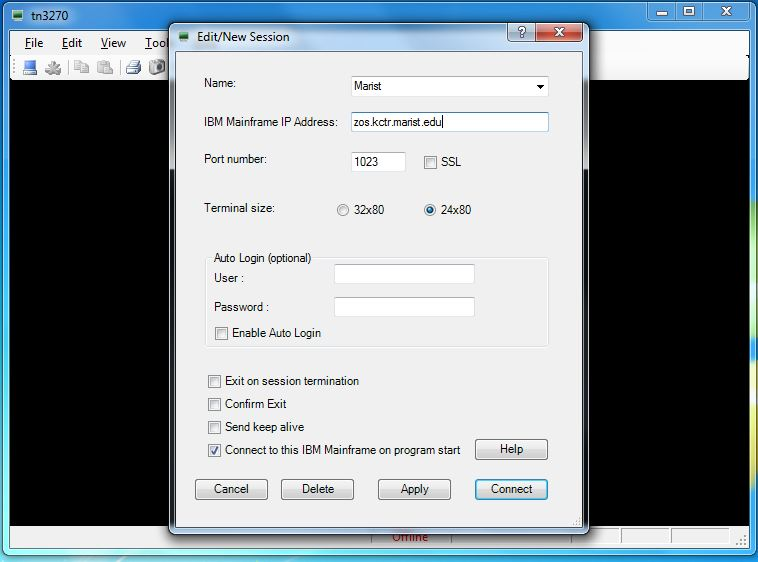 tn3270
File Edit View
Edit/New Session
?
Name: Marist
IBM Mainframe IP Address: zos.kctr.marist.edu
Port number: 1023 SSL
Terminal size: 32x80 24x80
Auto Login (optional)
User :
Password :
Enable Auto Login
Exit on session termination
Confirm Exit
Send keep alive
Connect to this IBM Mainframe on program start Help
Cancel Delete Apply Connect
Offline